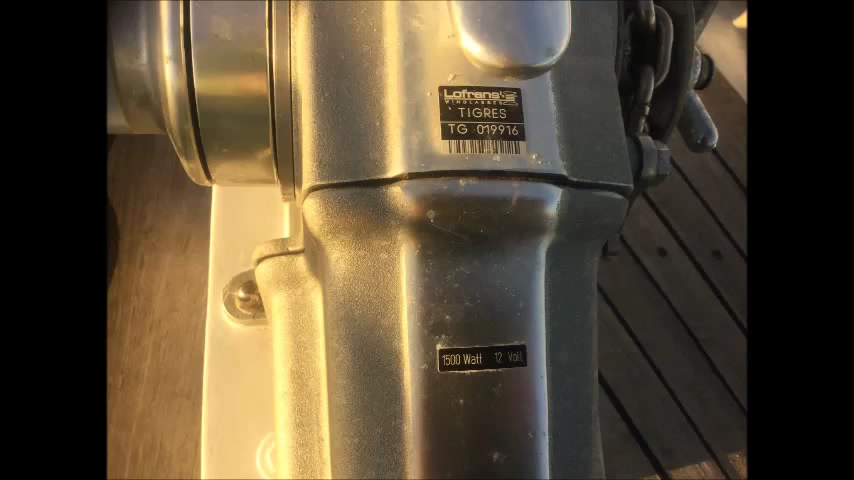 Lofrans'
WINDLASSES
TIGRES
TG 019916
1500 Watt 12 Volt